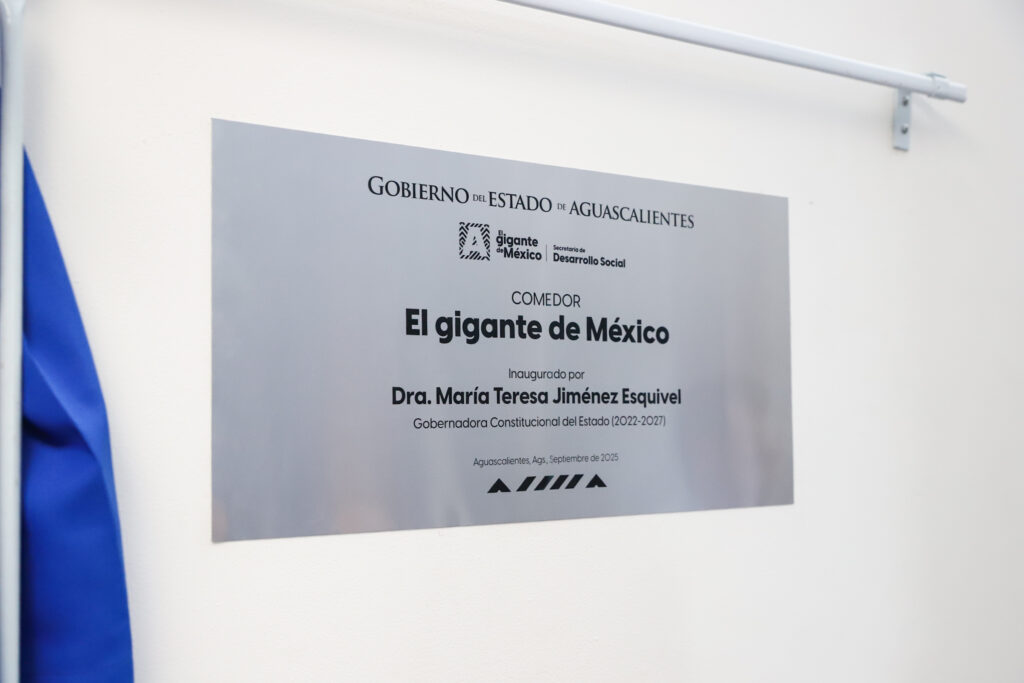 GOBIERNO DEL ESTADO DE AGUASCALIENTES
El
gigante
de México
Secretaría de
Desarrollo Social
COMEDOR
El gigante de México
Inaugurado por
Dra. María Teresa Jiménez Esquivel
Gobernadora Constitucional del Estado (2022-2027)
Aguascalientes, Ags., Septiembre de 2025